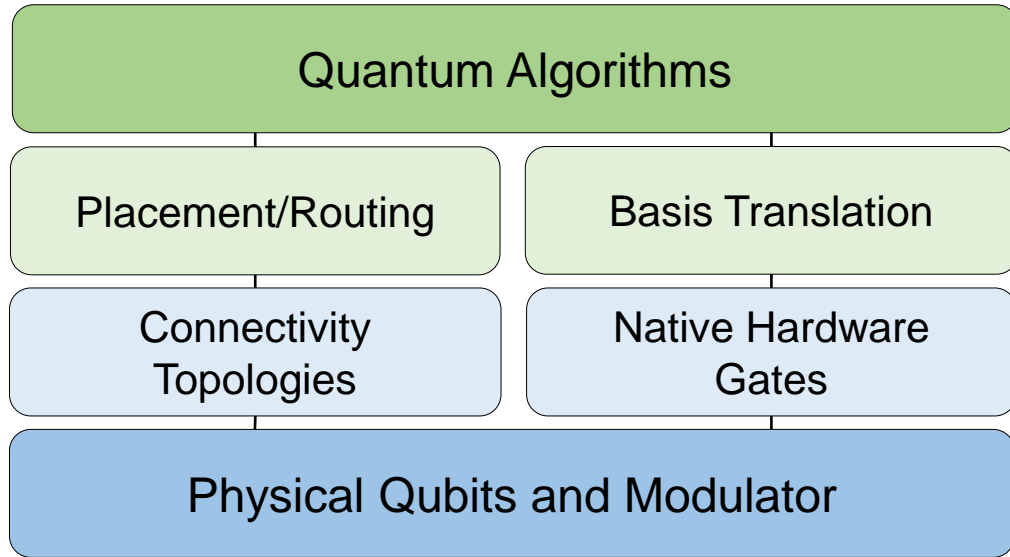 Quantum Algorithms
Placement/Routing
Basis Translation
Connectivity
Topologies
Native Hardware
Gates
Physical Qubits and Modulator